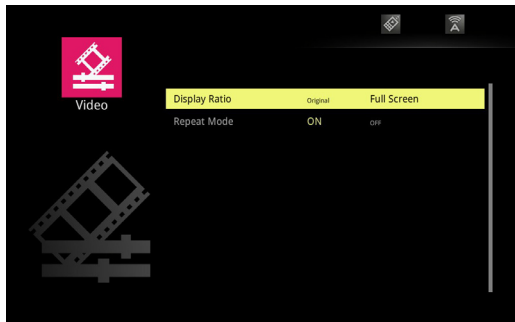 A
Video
Display Ratio Original Full Screen
Repeat Mode ON OFF